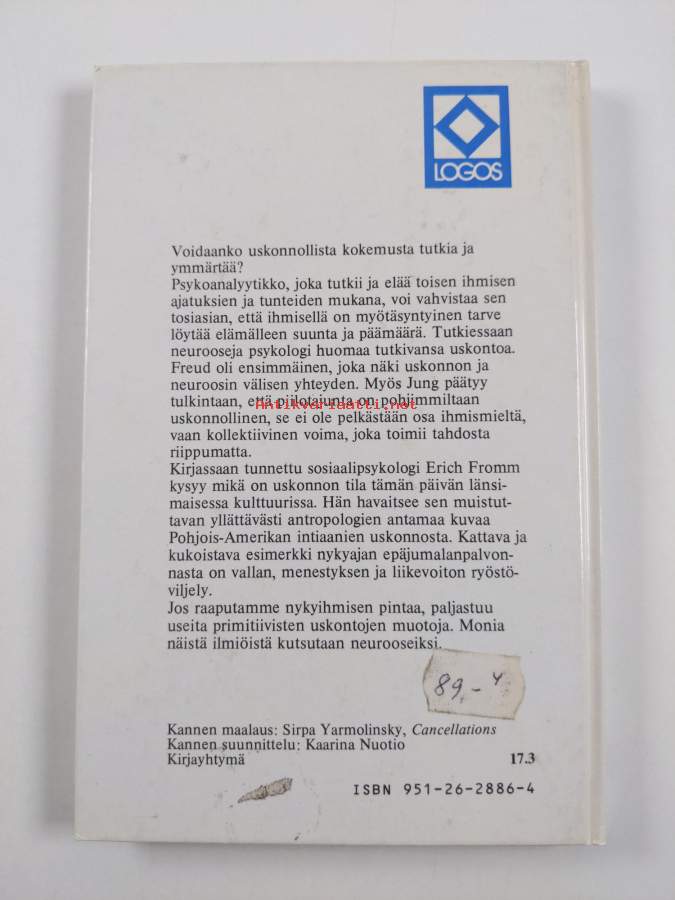 LOGOS
Voidaanko uskonnollista kokemusta tutkia ja
ymmärtää?
Psykoanalyytikko, joka tutkii ja elää toisen ihmisen
ajatuksien ja tunteiden mukana, voi vahvistaa sen
tosiasian, että ihmisellä on myötäsyntyinen tarve
löytää elämälleen suunta ja päämäärä. Tutkiessaan
neurooseja psykologi huomaa tutkivansa uskontoa.
Freud oli ensimmäinen, joka näki uskonnon ja
neuroosin välisen yhteyden. Myös Jung päätyy
tulkintaan, että piilotajunta on pohjimmiltaan
Antikvariaatti.net
uskonnollinen, se ei ole pelkästään osa ihmismieltä,
vaan kollektiivinen voima, joka toimii tahdosta
riippumatta.
Kirjassaan tunnettu sosiaalipsykologi Erich Fromm
kysyy mikä on uskonnon tila tämän päivän länsi-
maisessa kulttuurissa. Hän havaitsee sen muistut-
tavan yllättävästi antropologien antamaa kuvaa
Pohjois-Amerikan intiaanien uskonnosta. Kattava ja
kukoistava esimerkki nykyajan epäjumalanpalvon-
nasta on vallan, menestyksen ja liikevoiton ryöstö-
viljely.
Jos raaputamme nykyihmisen pintaa, paljastuu
useita primitiivisten uskontojen muotoja. Monia
näistä ilmiöistä kutsutaan neurooseiksi.
89,- 4
Kannen maalaus: Sirpa Yarmolinsky, Cancellations
Kannen suunnittelu: Kaarina Nuotio
Kirjayhtymä 17.3
ISBN 951-26-2886-4